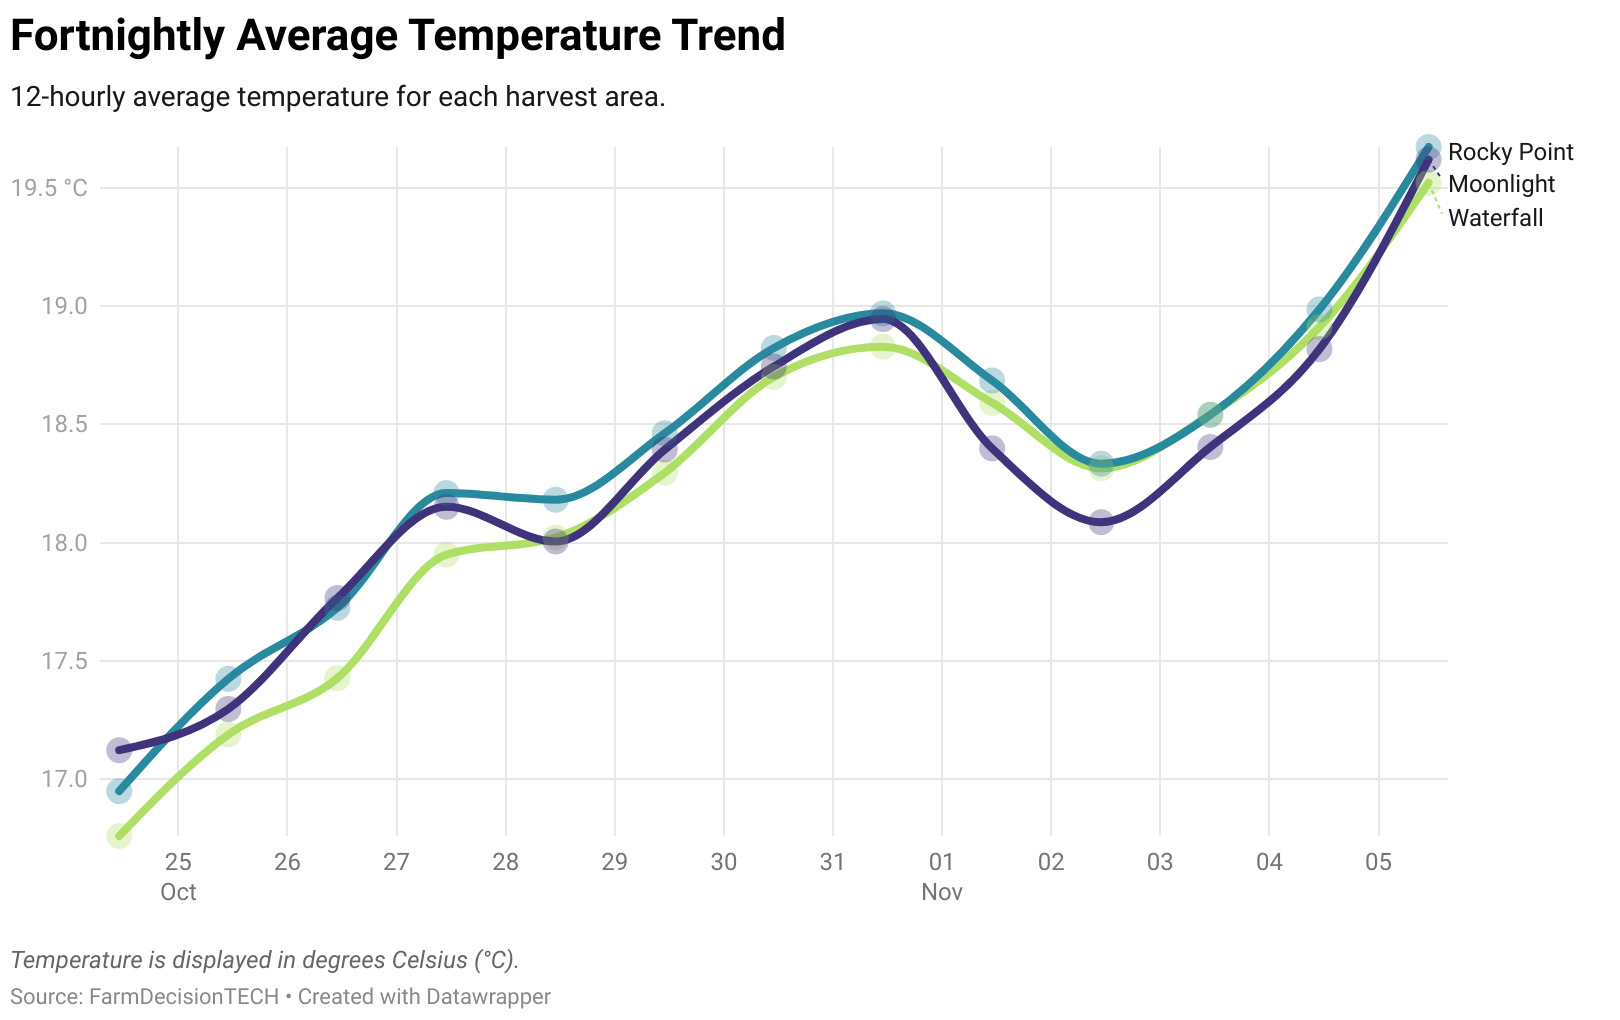 Fortnightly Average Temperature Trend
12-hourly average temperature for each harvest area.
Rocky Point
19.5 °C
Moonlight
Waterfall
19.0
18.5
18.0
17.5
17.0
25 26 27 28 29 30 31 01 02 03 04 05
Oct Nov
Temperature is displayed in degrees Celsius (°C).
Source: FarmDecisionTECH • Created with Datawrapper